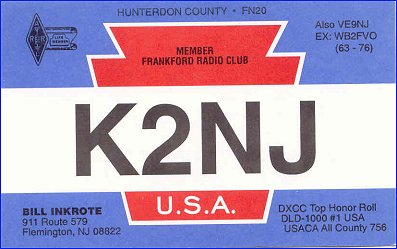 HUNTERDON COUNTY • FN20
Also VE9NJ
EX: WB2FVO
(63 - 76)
MEMBER
FRANKFORD RADIO CLUB
K2NJ
U.S.A.
BILL INKROTE
911 Route 579
Flemington, NJ 08822
DXCC Top Honor Roll
DLD-1000 #1 USA
USACA All County 756